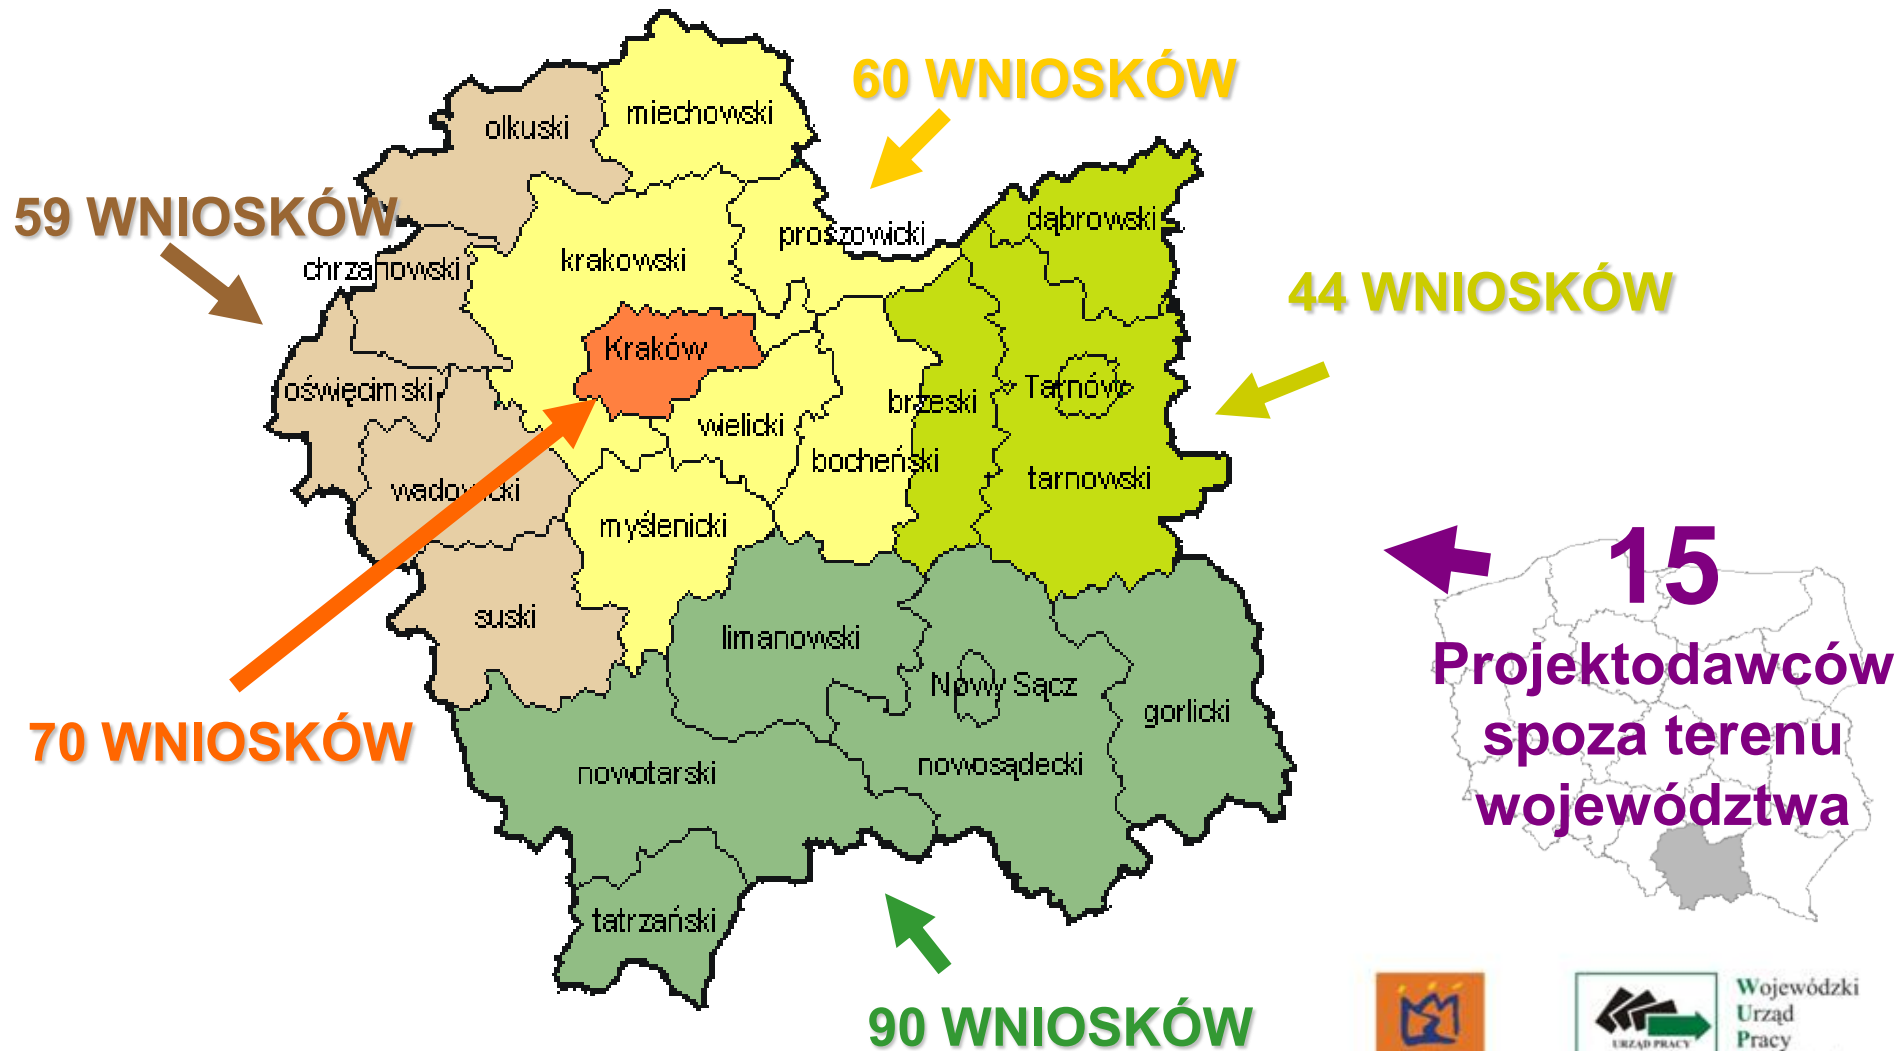 60 WNIOSKÓW
miechowski
olkuski
59 WNIOSKÓW
dąbrowski
proszowicki
krakowski
chrzanowski
44 WNIOSKÓW
Kraków
oświęcimski
Tarnów
brzeski
wielicki
bocheński
tarnowski
wadowicki
myślenicki
15
Projektodawców
spoza terenu
województwa
suski
limanowski
Nowy Sącz
gorlicki
70 WNIOSKÓW
nowotarski
nowosądecki
tatrzański
90 WNIOSKÓW
Wojewódzki
Urząd
Pracy
URZĄD PRACY